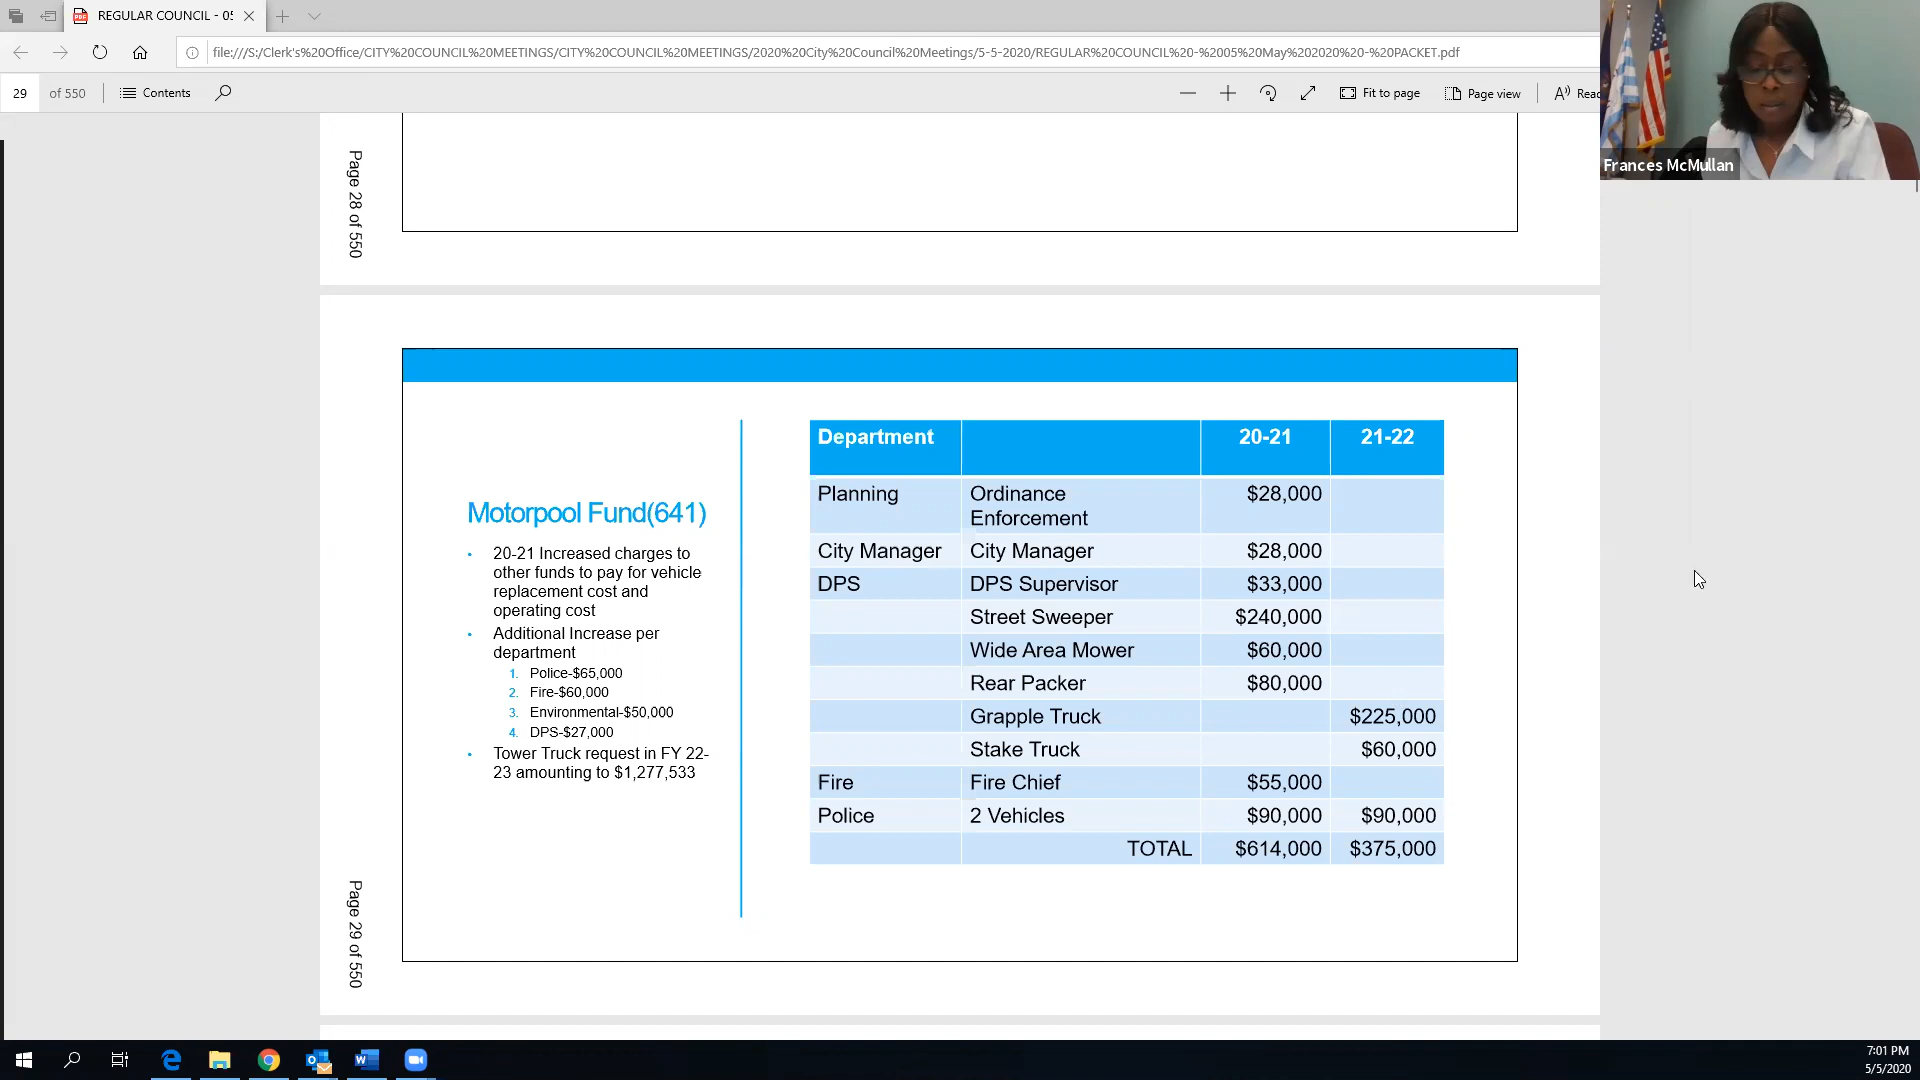 REGULAR COUNCIL - 05
file:///S:/Clerk's%20Office/CITY%20COUNCIL%20MEETINGS/CITY%20COUNCIL%20MEETINGS/2020%20City%20Council%20Meetings/5-5-2020/REGULAR%20COUNCIL%20-%2005%20May%202020%20-%20PACKET.pdf
29 of 550 Contents Fit to page Page view Rea
Frances McMullan
Page 28 of 550
Department 20-21 21-22
Planning Ordinance Enforcement $28,000
City Manager City Manager $28,000
DPS DPS Supervisor $33,000
Street Sweeper $240,000
Wide Area Mower $60,000
Rear Packer $80,000
Grapple Truck $225,000
Stake Truck $60,000
Fire Fire Chief $55,000
Police 2 Vehicles $90,000 $90,000
TOTAL $614,000 $375,000
Motorpool Fund(641)
• 20-21 Increased charges to
other funds to pay for vehicle
replacement cost and
operating cost
• Additional Increase per
department
1. Police-$65,000
2. Fire-$60,000
3. Environmental-$50,000
4. DPS-$27,000
• Tower Truck request in FY 22-
23 amounting to $1,277,533
Page 29 of 550
7:01 PM
5/5/2020